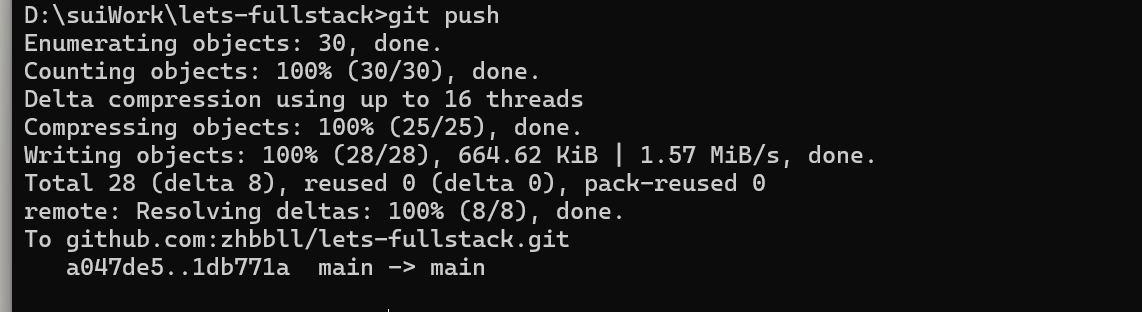 D:\suiWork\lets-fullstack>git push
Enumerating objects: 30, done.
Counting objects: 100% (30/30), done.
Delta compression using up to 16 threads
Compressing objects: 100% (25/25), done.
Writing objects: 100% (28/28), 664.62 KiB | 1.57 MiB/s, done.
Total 28 (delta 8), reused 0 (delta 0), pack-reused 0
remote: Resolving deltas: 100% (8/8), done.
To github.com:zhbbll/lets-fullstack.git
   a047de5..1db771a  main -> main